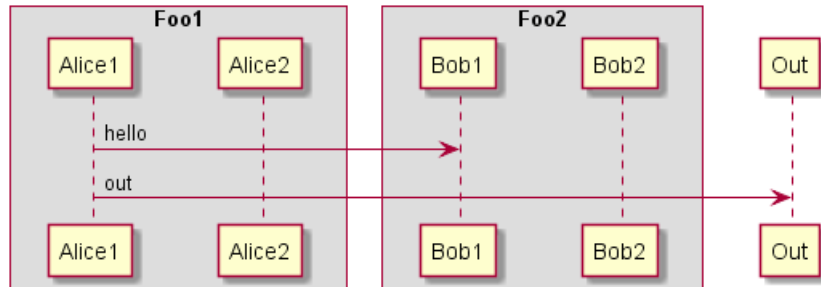 Foo1 Foo2
Alice1 Alice2 Bob1 Bob2 Out
hello
out
Alice1 Alice2 Bob1 Bob2 Out